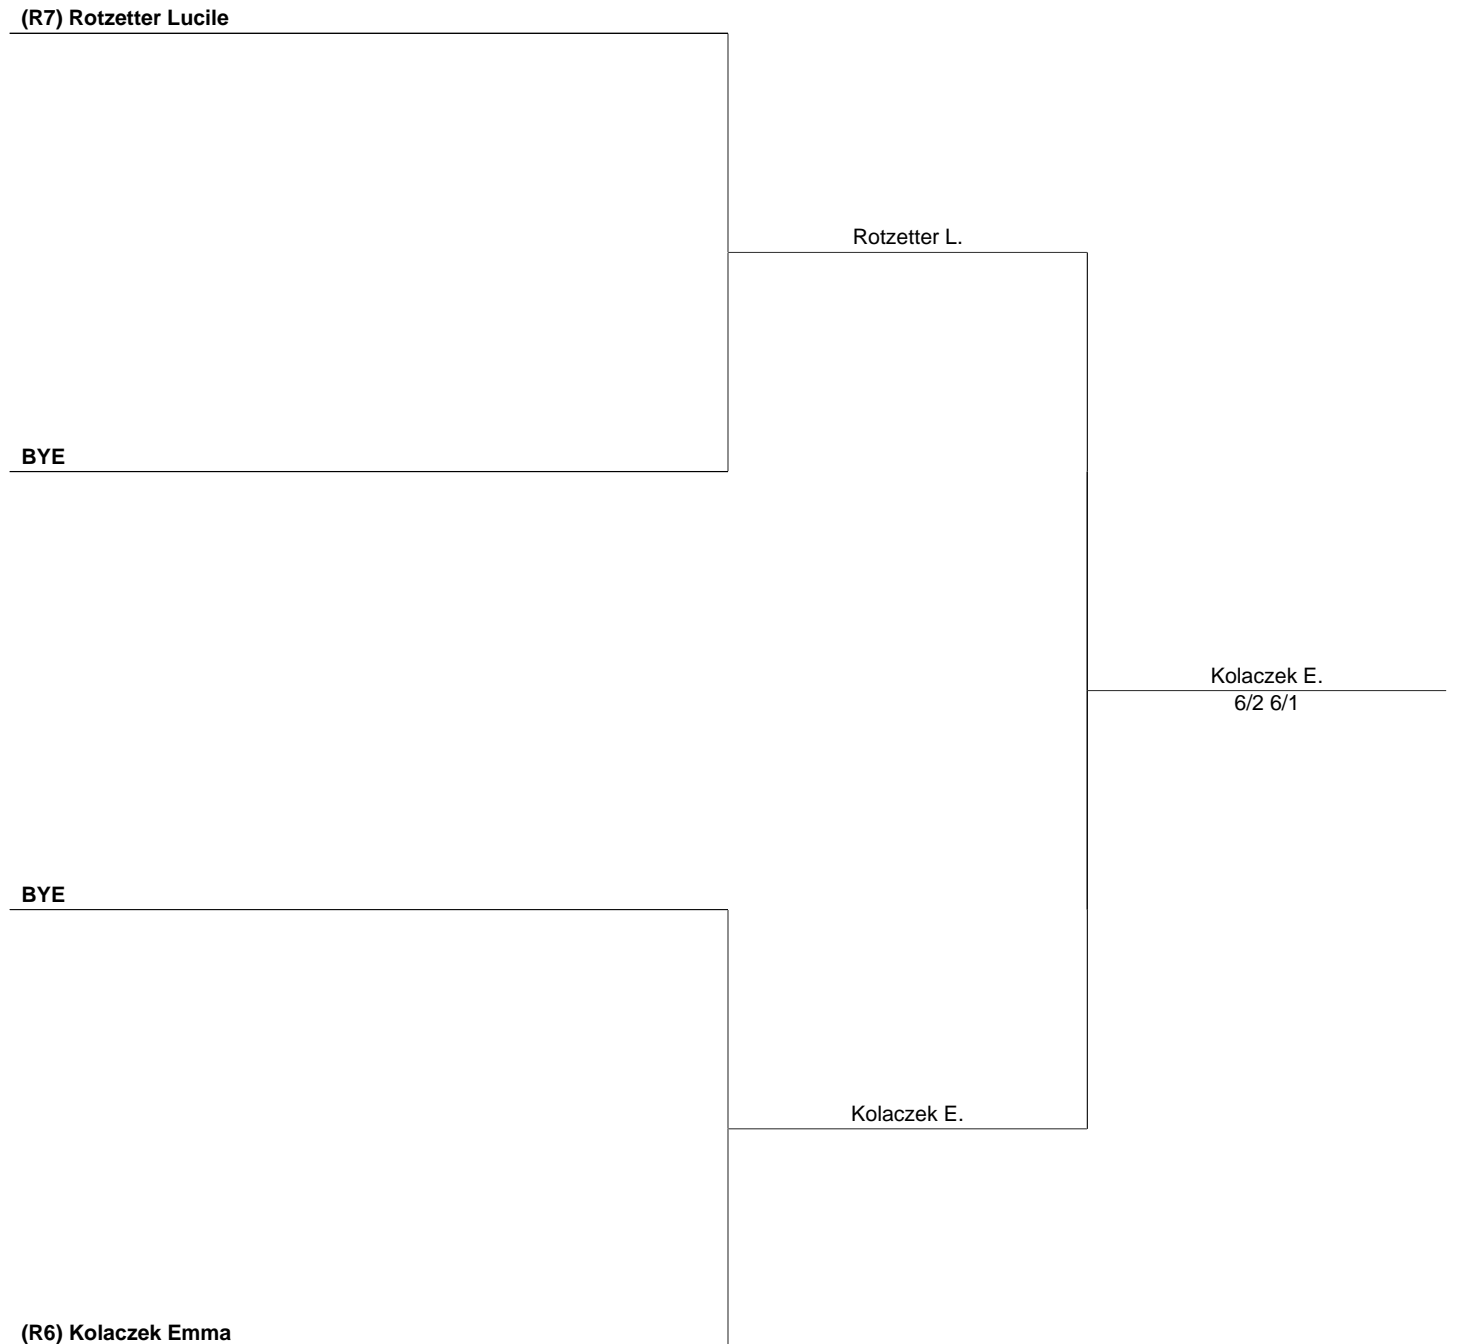 (R7) Rotzetter Lucile
Rotzetter L.
BYE
Kolaczek E.
6/2 6/1
BYE
Kolaczek E.
(R6) Kolaczek Emma